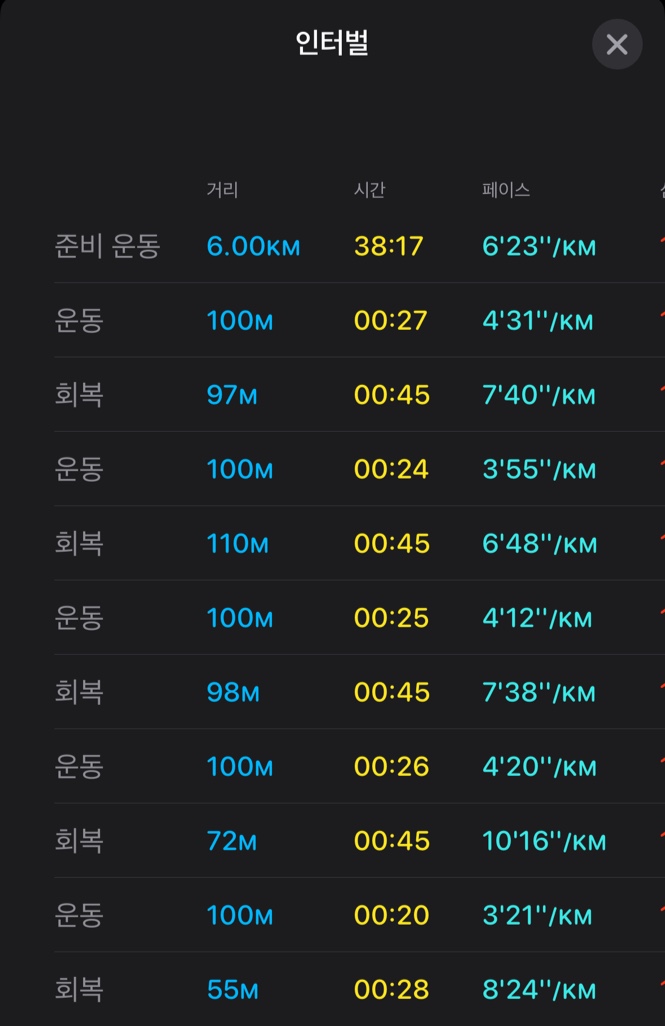 인터벌
거리 시간 페이스
준비 운동 6.00KM 38:17 6'23''/KM
운동 100M 00:27 4'31''/KM
회복 97M 00:45 7'40''/KM
운동 100M 00:24 3'55''/KM
회복 110M 00:45 6'48''/KM
운동 100M 00:25 4'12''/KM
회복 98M 00:45 7'38''/KM
운동 100M 00:26 4'20''/KM
회복 72M 00:45 10'16''/KM
운동 100M 00:20 3'21''/KM
회복 55M 00:28 8'24''/KM